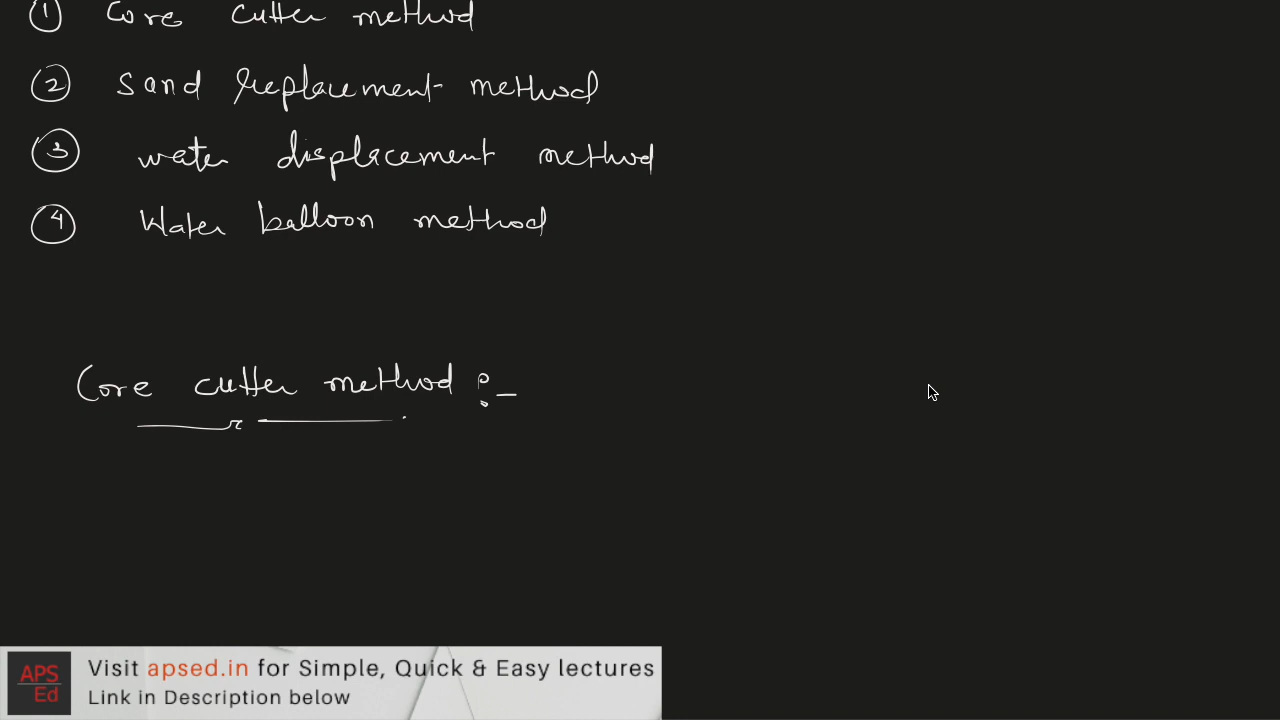 ① Core cutter method
② Sand replacement method
③ water displacement method
④ Water balloon method
Core cutter method :-
APS
Ed
Visit apsed.in for Simple, Quick & Easy lectures
Link in Description below